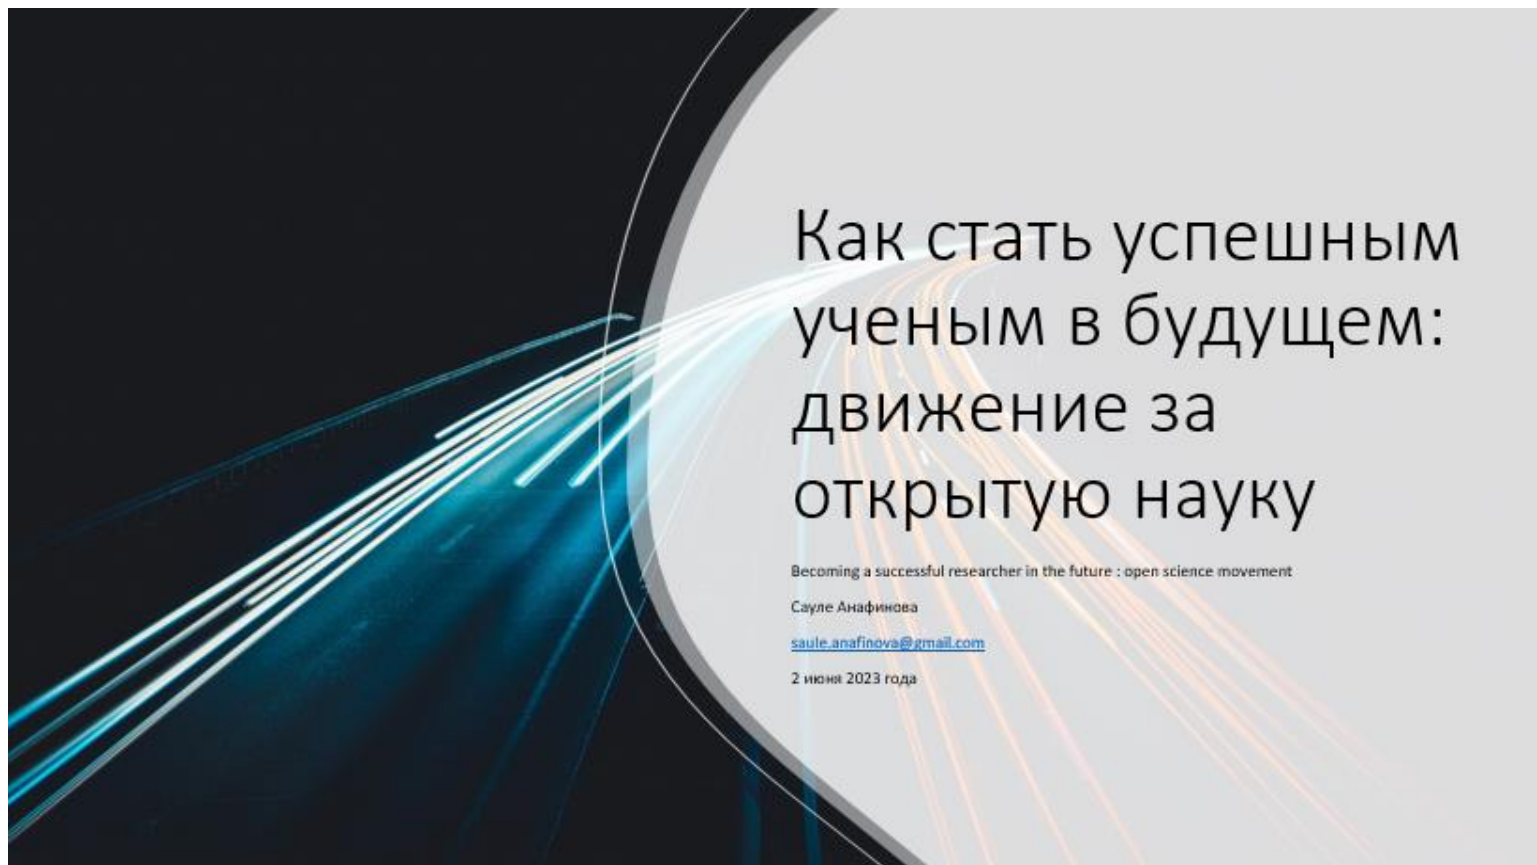 Как стать успешным
ученым в будущем:
движение за
открытую науку
Becoming a successful researcher in the future : open science movement
Сауле Анафинова
saule.anafinova@gmail.com
2 июня 2023 года